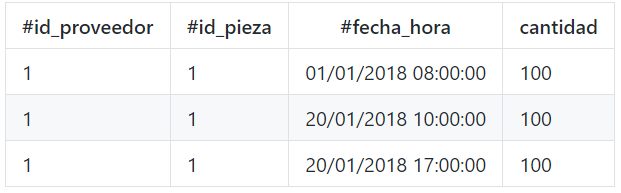 #id_proveedor #id_pieza #fecha_hora cantidad
1 1 01/01/2018 08:00:00 100
1 1 20/01/2018 10:00:00 100
1 1 20/01/2018 17:00:00 100